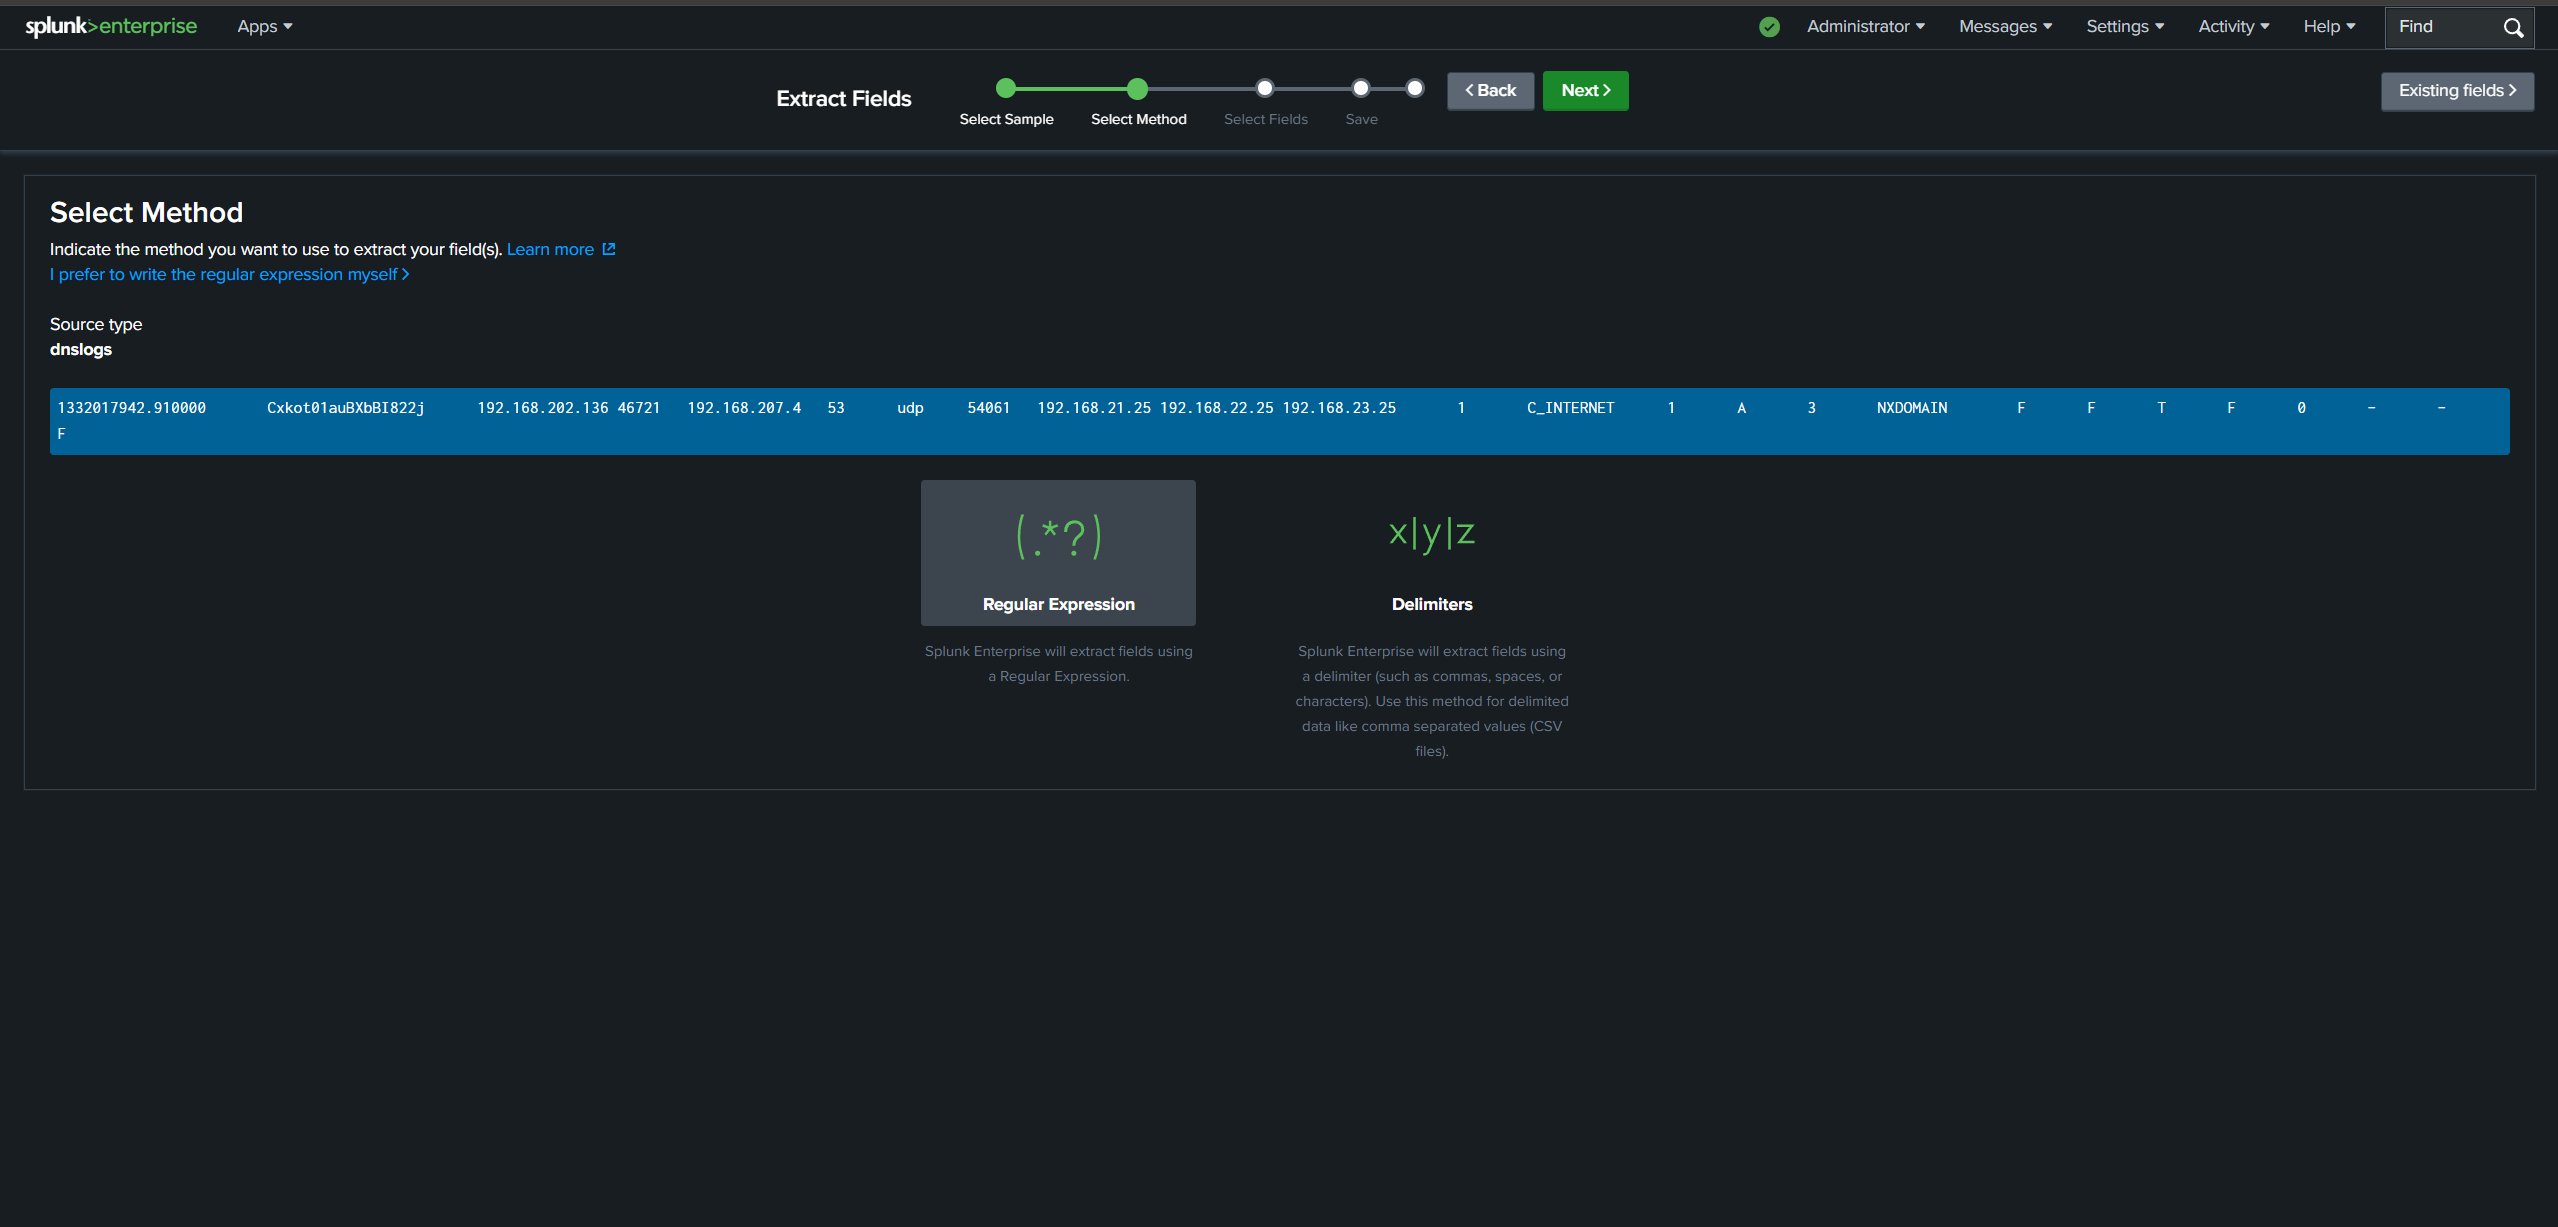 splunk>enterprise Apps Administrator Messages Settings Activity Help Find
Extract Fields Select Sample Select Method Select Fields Save < Back Next > Existing fields >
Select Method
Indicate the method you want to use to extract your field(s). Learn more
I prefer to write the regular expression myself >
Source type
dnslogs
1332017942.910000 Cxkot01auBXbBI822j 192.168.202.136 46721 192.168.207.4 53 udp 54061 192.168.21.25 192.168.22.25 192.168.23.25 1 C_INTERNET 1 A 3 NXDOMAIN F F T F 0 - -
F
(.*?)
Regular Expression
Splunk Enterprise will extract fields using
a Regular Expression.
x|y|z
Delimiters
Splunk Enterprise will extract fields using
a delimiter (such as commas, spaces, or
characters). Use this method for delimited
data like comma separated values (CSV
files).